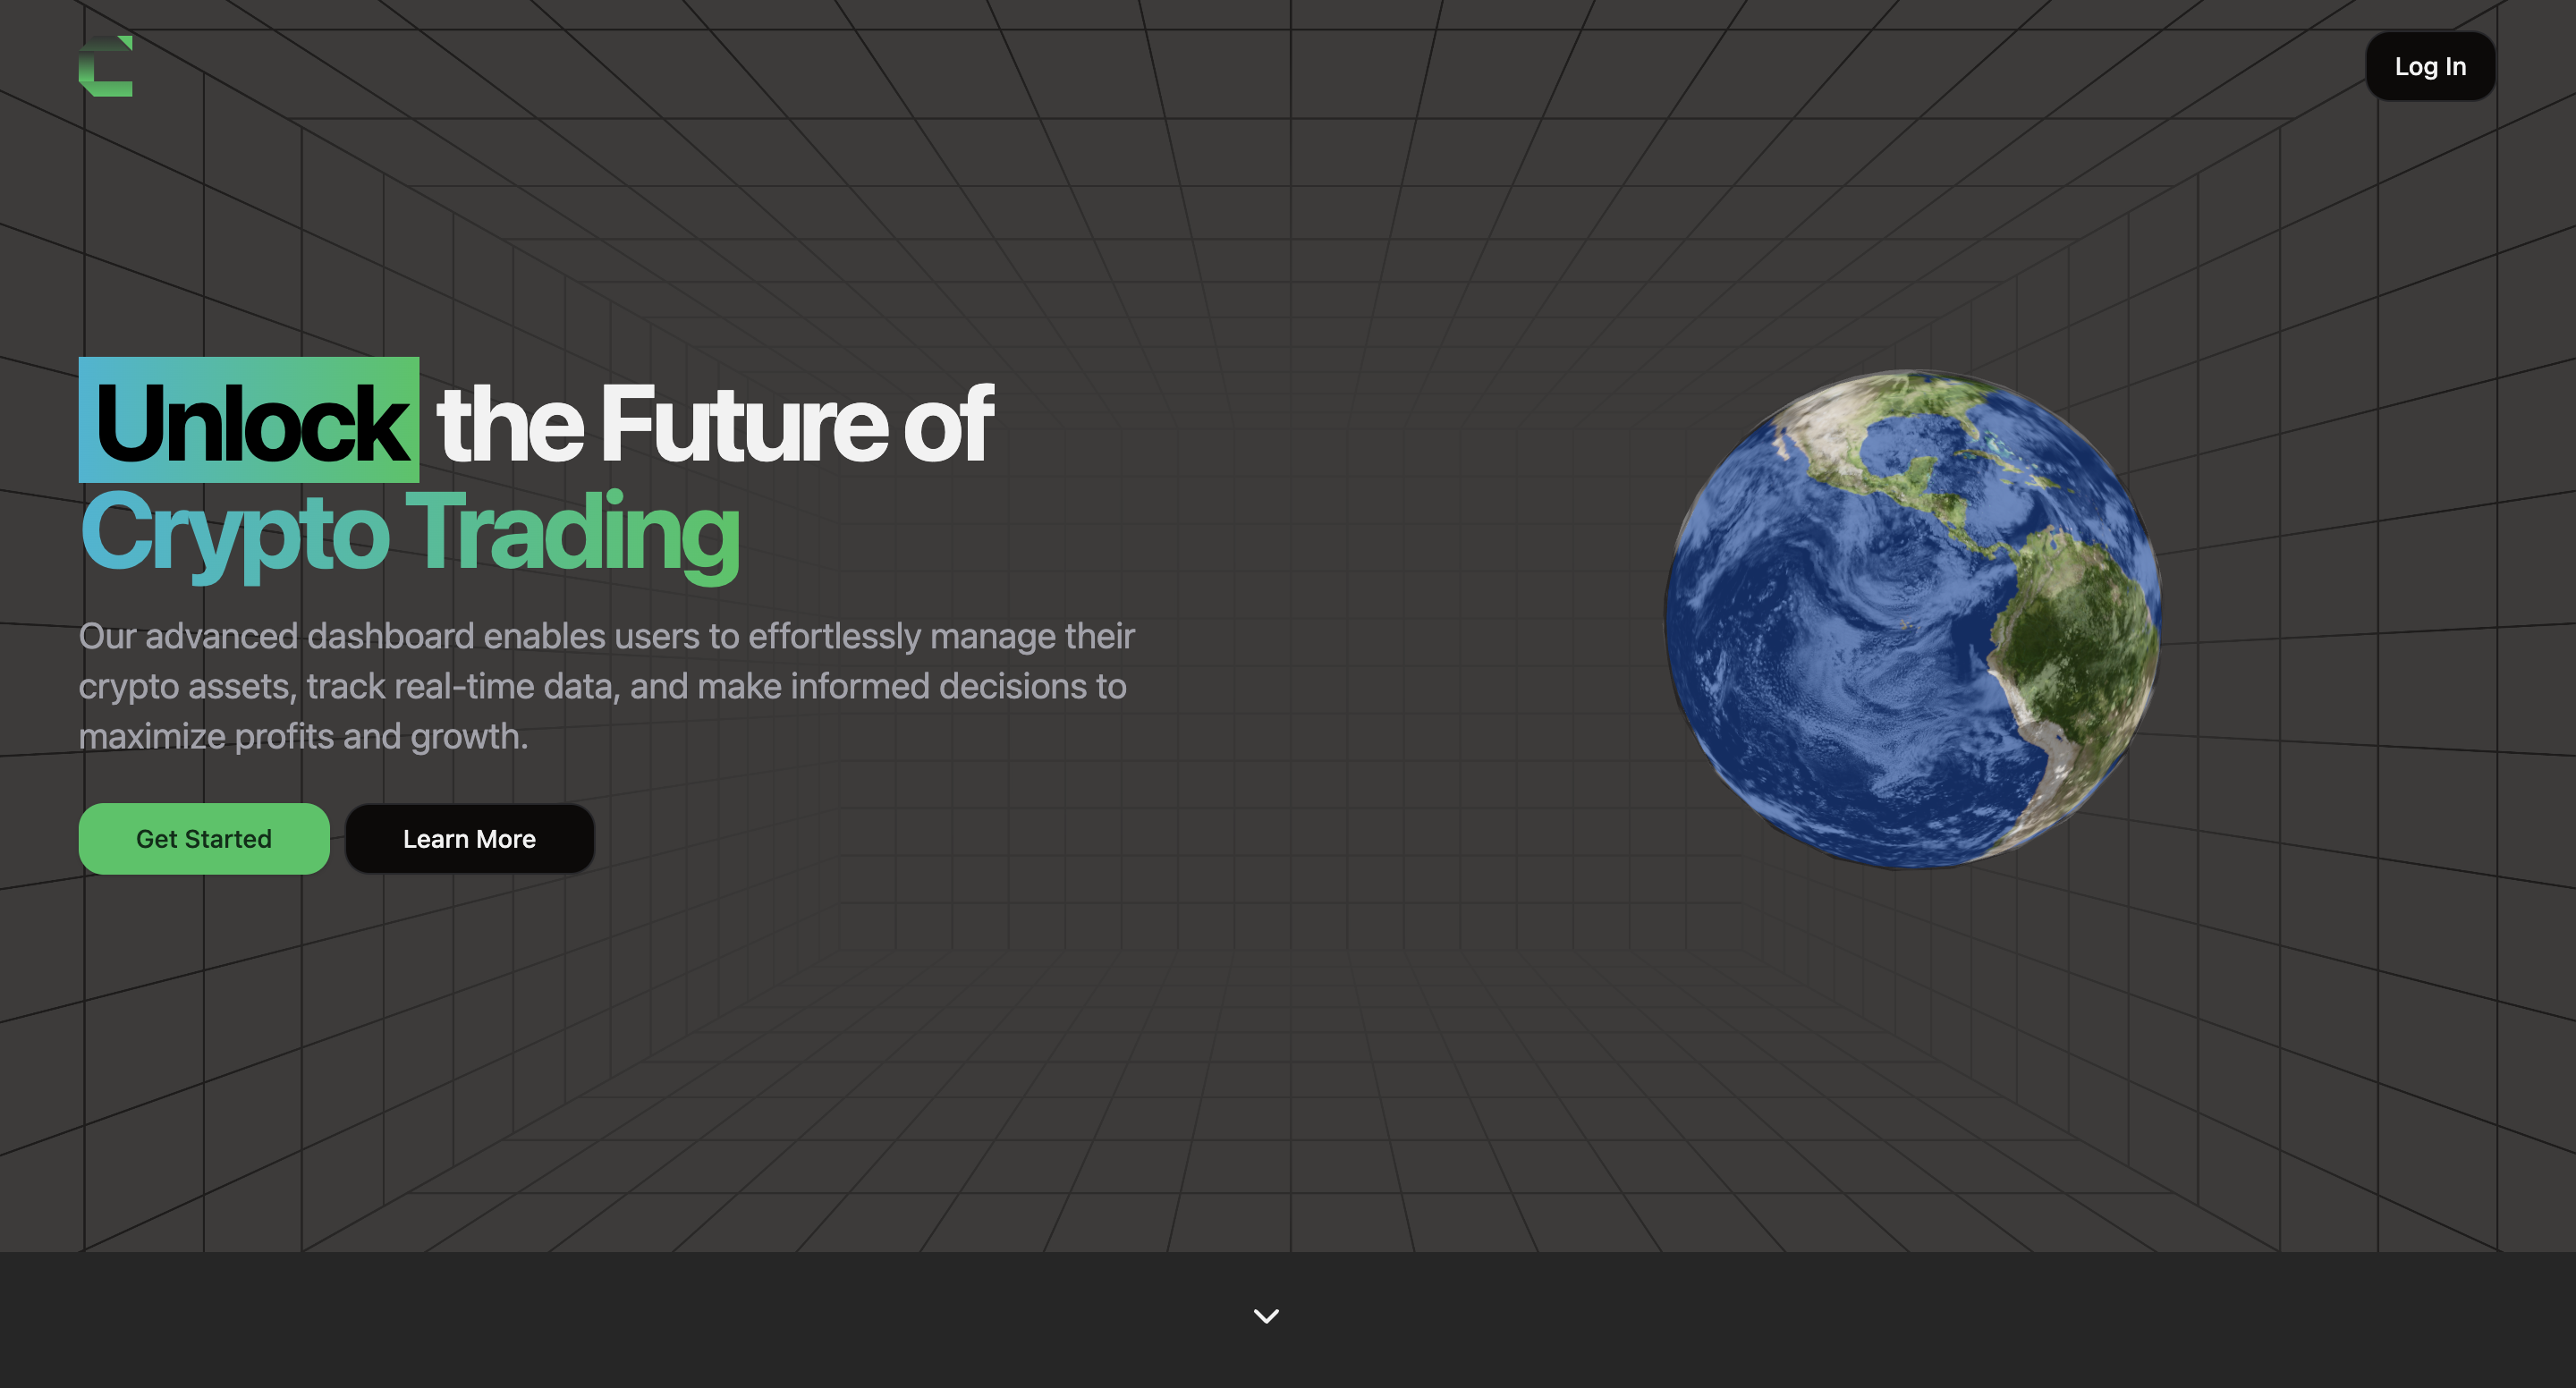 Log In
Unlock the Future of
Crypto Trading
Our advanced dashboard enables users to effortlessly manage their
crypto assets, track real-time data, and make informed decisions to
maximize profits and growth.
Get Started
Learn More